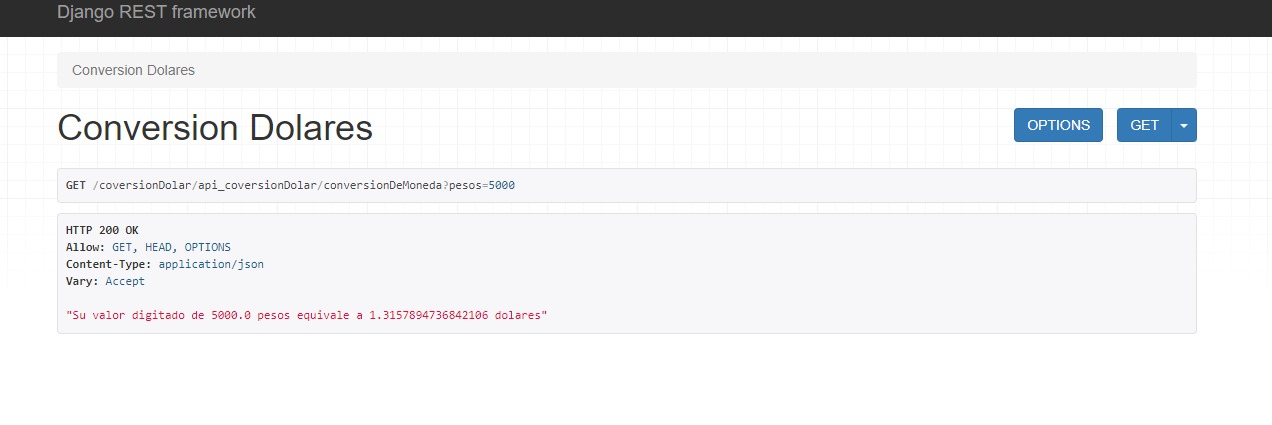 Django REST framework
Conversion Dolares
Conversion Dolares
OPTIONS
GET
GET /coversionDolar/api_coversionDolar/conversionDeMoneda?pesos=5000
HTTP 200 OK
Allow: GET, HEAD, OPTIONS
Content-Type: application/json
Vary: Accept
"Su valor digitado de 5000.0 pesos equivale a 1.3157894736842106 dolares"